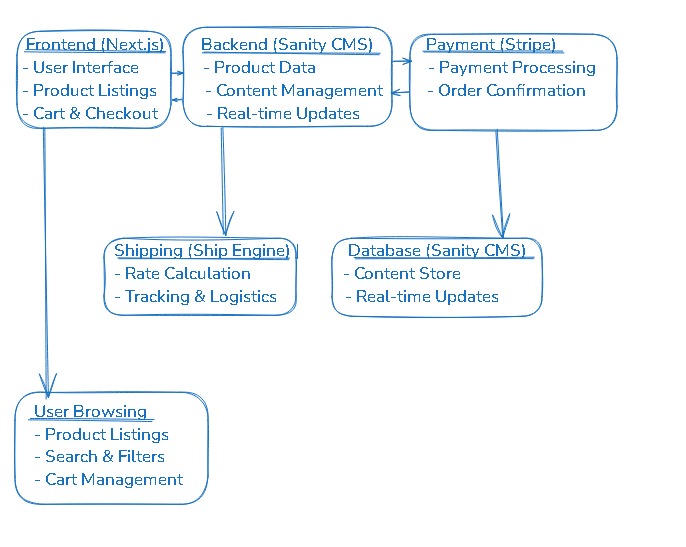 Frontend (Next.js)
- User Interface
- Product Listings
- Cart & Checkout
Backend (Sanity CMS)
- Product Data
- Content Management
- Real-time Updates
Payment (Stripe)
- Payment Processing
- Order Confirmation
Shipping (Ship Engine)
- Rate Calculation
- Tracking & Logistics
Database (Sanity CMS)
- Content Store
- Real-time Updates
User Browsing
- Product Listings
- Search & Filters
- Cart Management